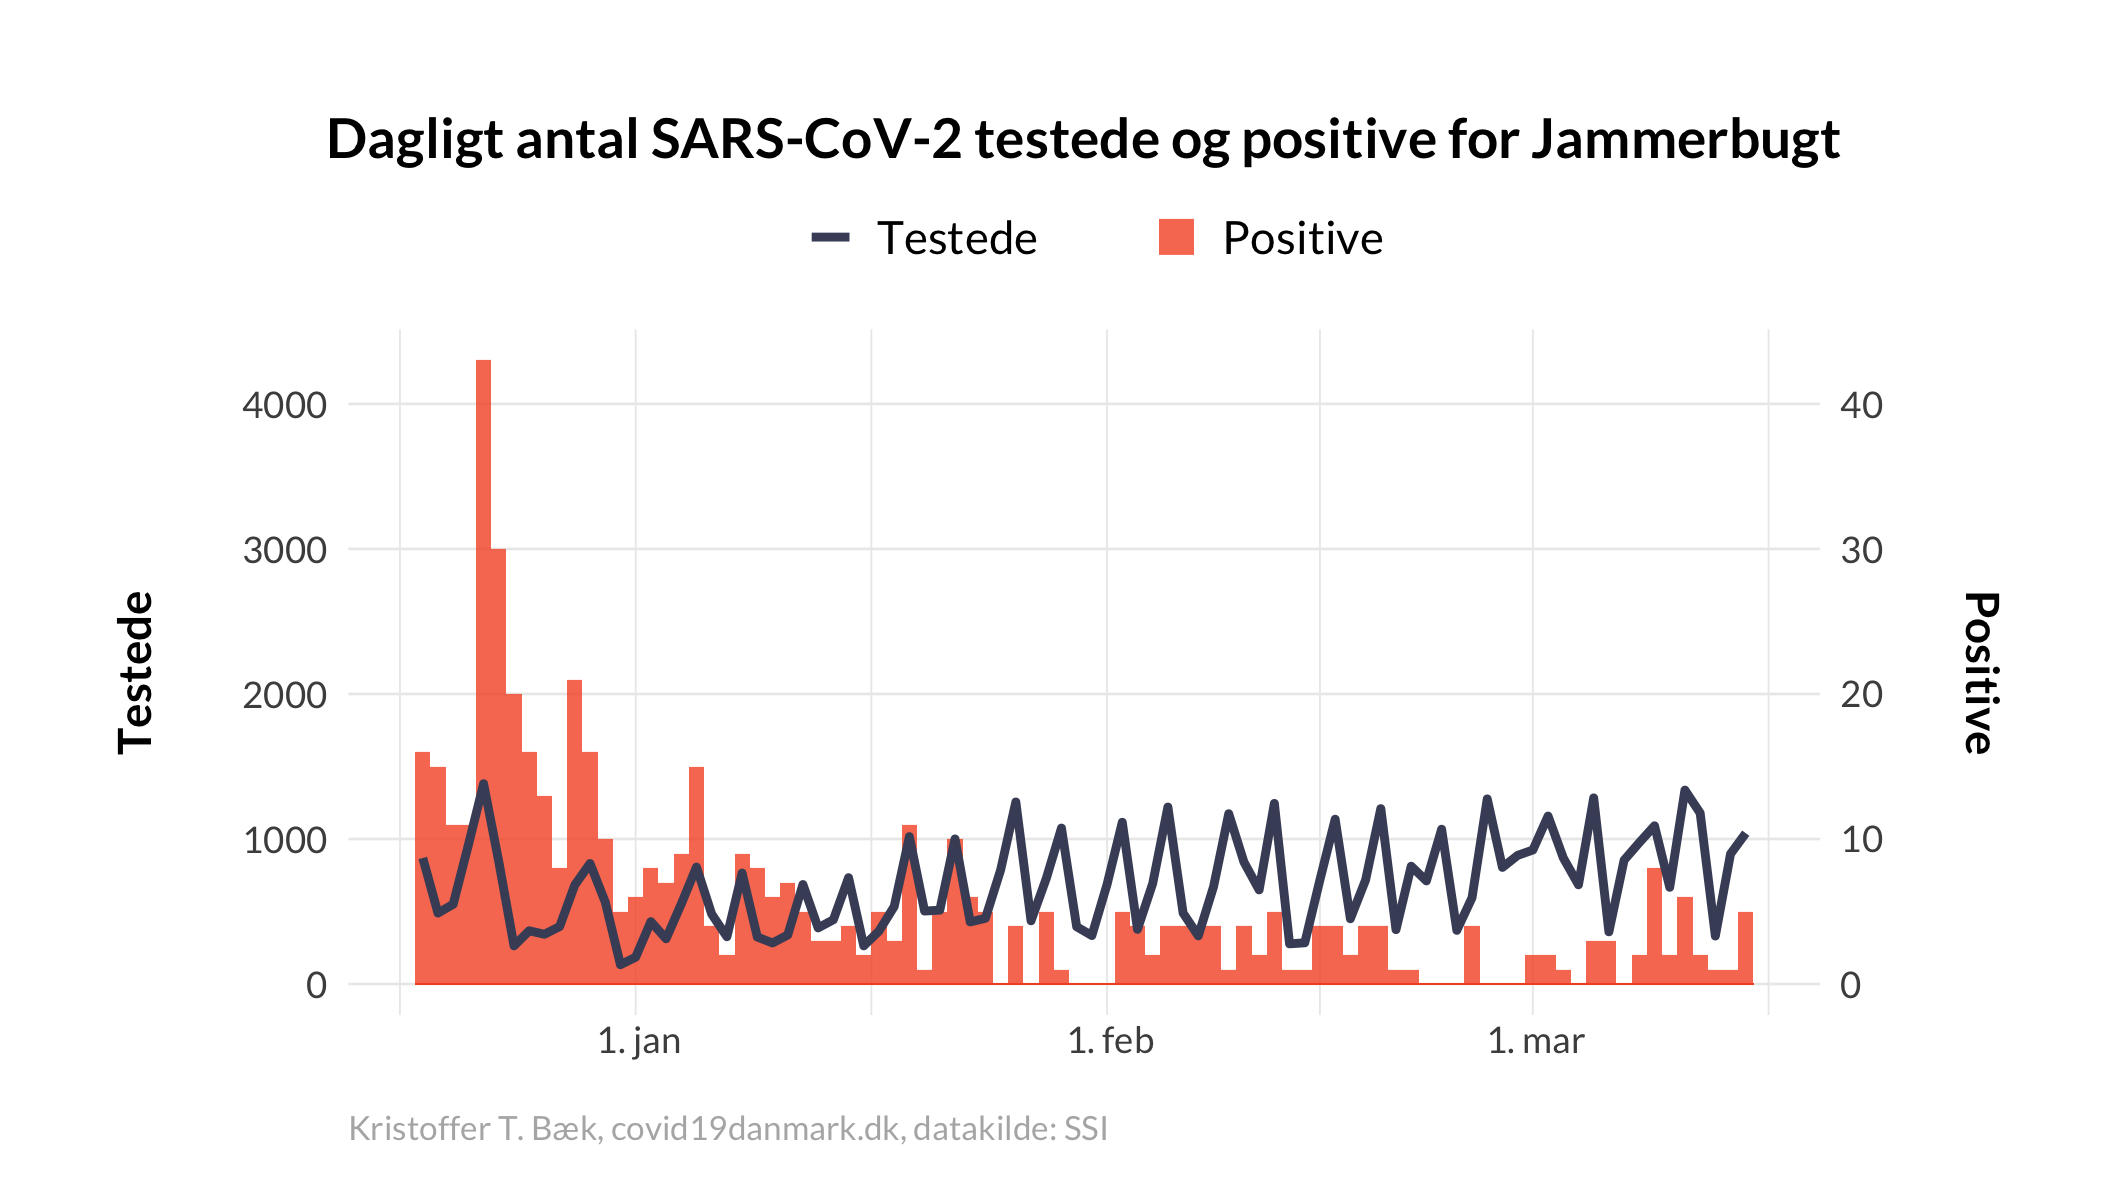 Dagligt antal SARS-CoV-2 testede og positive for Jammerbugt
Testede
Positive
4000
3000
2000
1000
0
Testede
40
30
20
10
0
Positive
1. jan
1. feb
1. mar
Kristoffer T. Bæk, covid19danmark.dk, datakilde: SSI